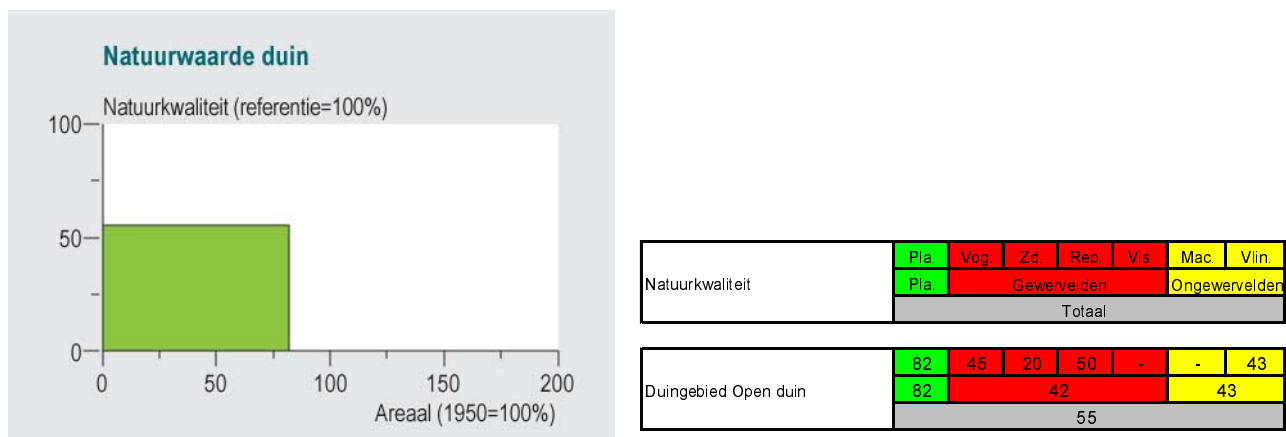 Natuurwaarde duin
Natuurkwaliteit (referentie=100%)
100
50
0
0 50 100 150 200
Areaal (1950=100%)
Natuurkwaliteit
Pla. Vog. Zd. Rep. Vis. Mac. Vlin.
Pla. Gewervelden Ongewervelden
Totaal
Duingebied Open duin
82 45 20 50 - - 43
82 42 43
55